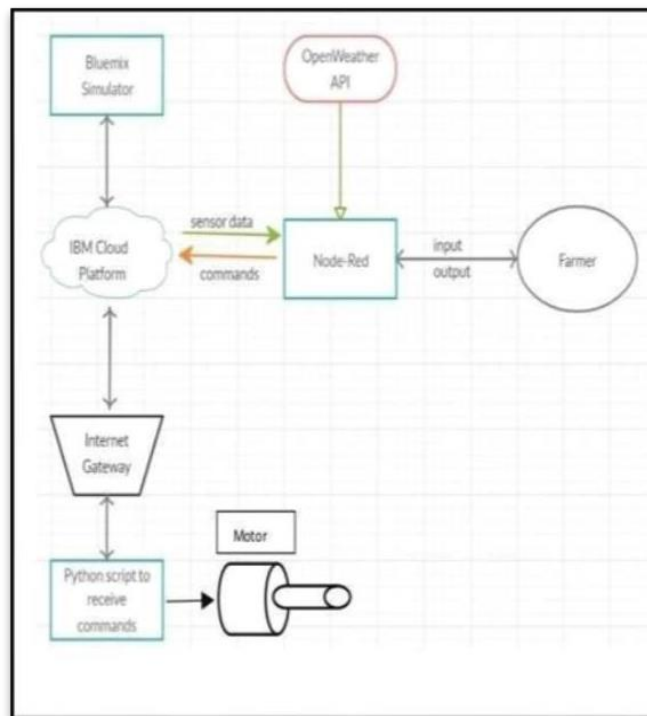 Bluemix
Simulator
OpenWeather
API
sensor data
IBM Cloud
Platform
commands
Node-Red
input
output
Farmer
Internet
Gateway
Motor
Python script to
receive
commands